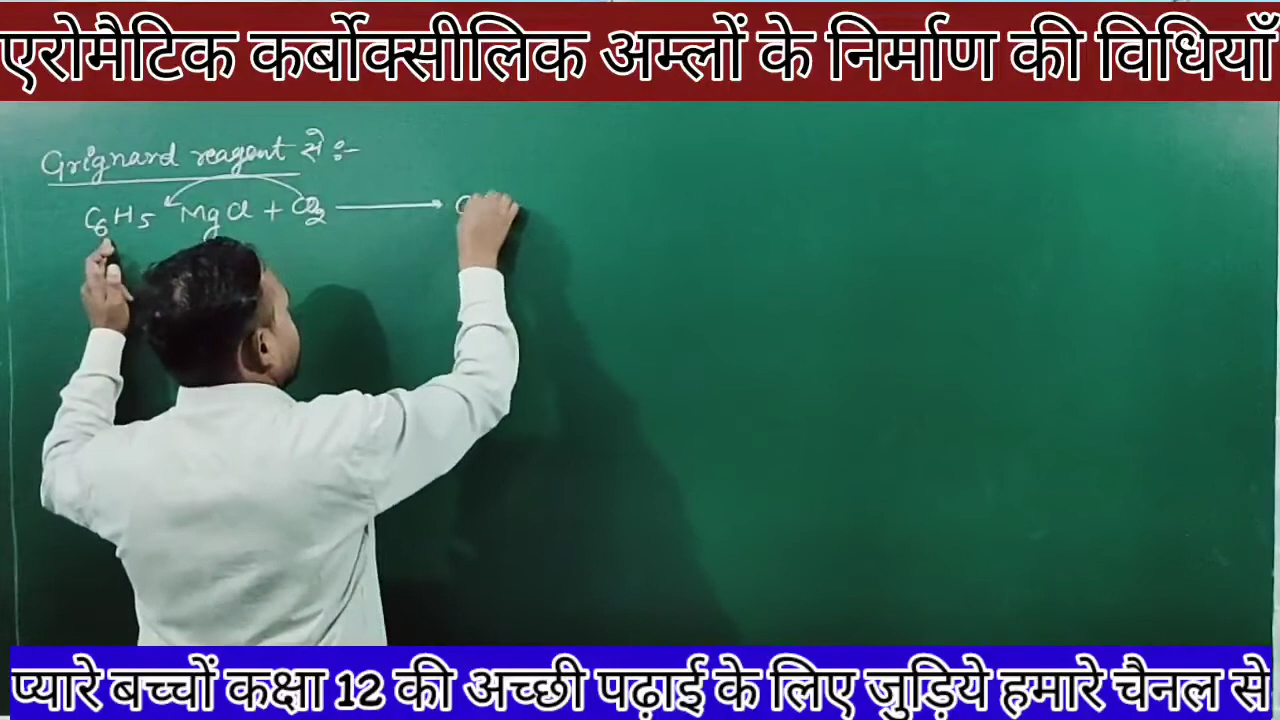 एरोमैटिक कर्बोक्सीलिक अम्लों के निर्माण की विधियाँ
Grignard reagent से :-
C6H5 MgCl + CO2 ⟶ C
प्यारे बच्चों कक्षा 12 की अच्छी पढ़ाई के लिए जुड़िये हमारे चैनल से